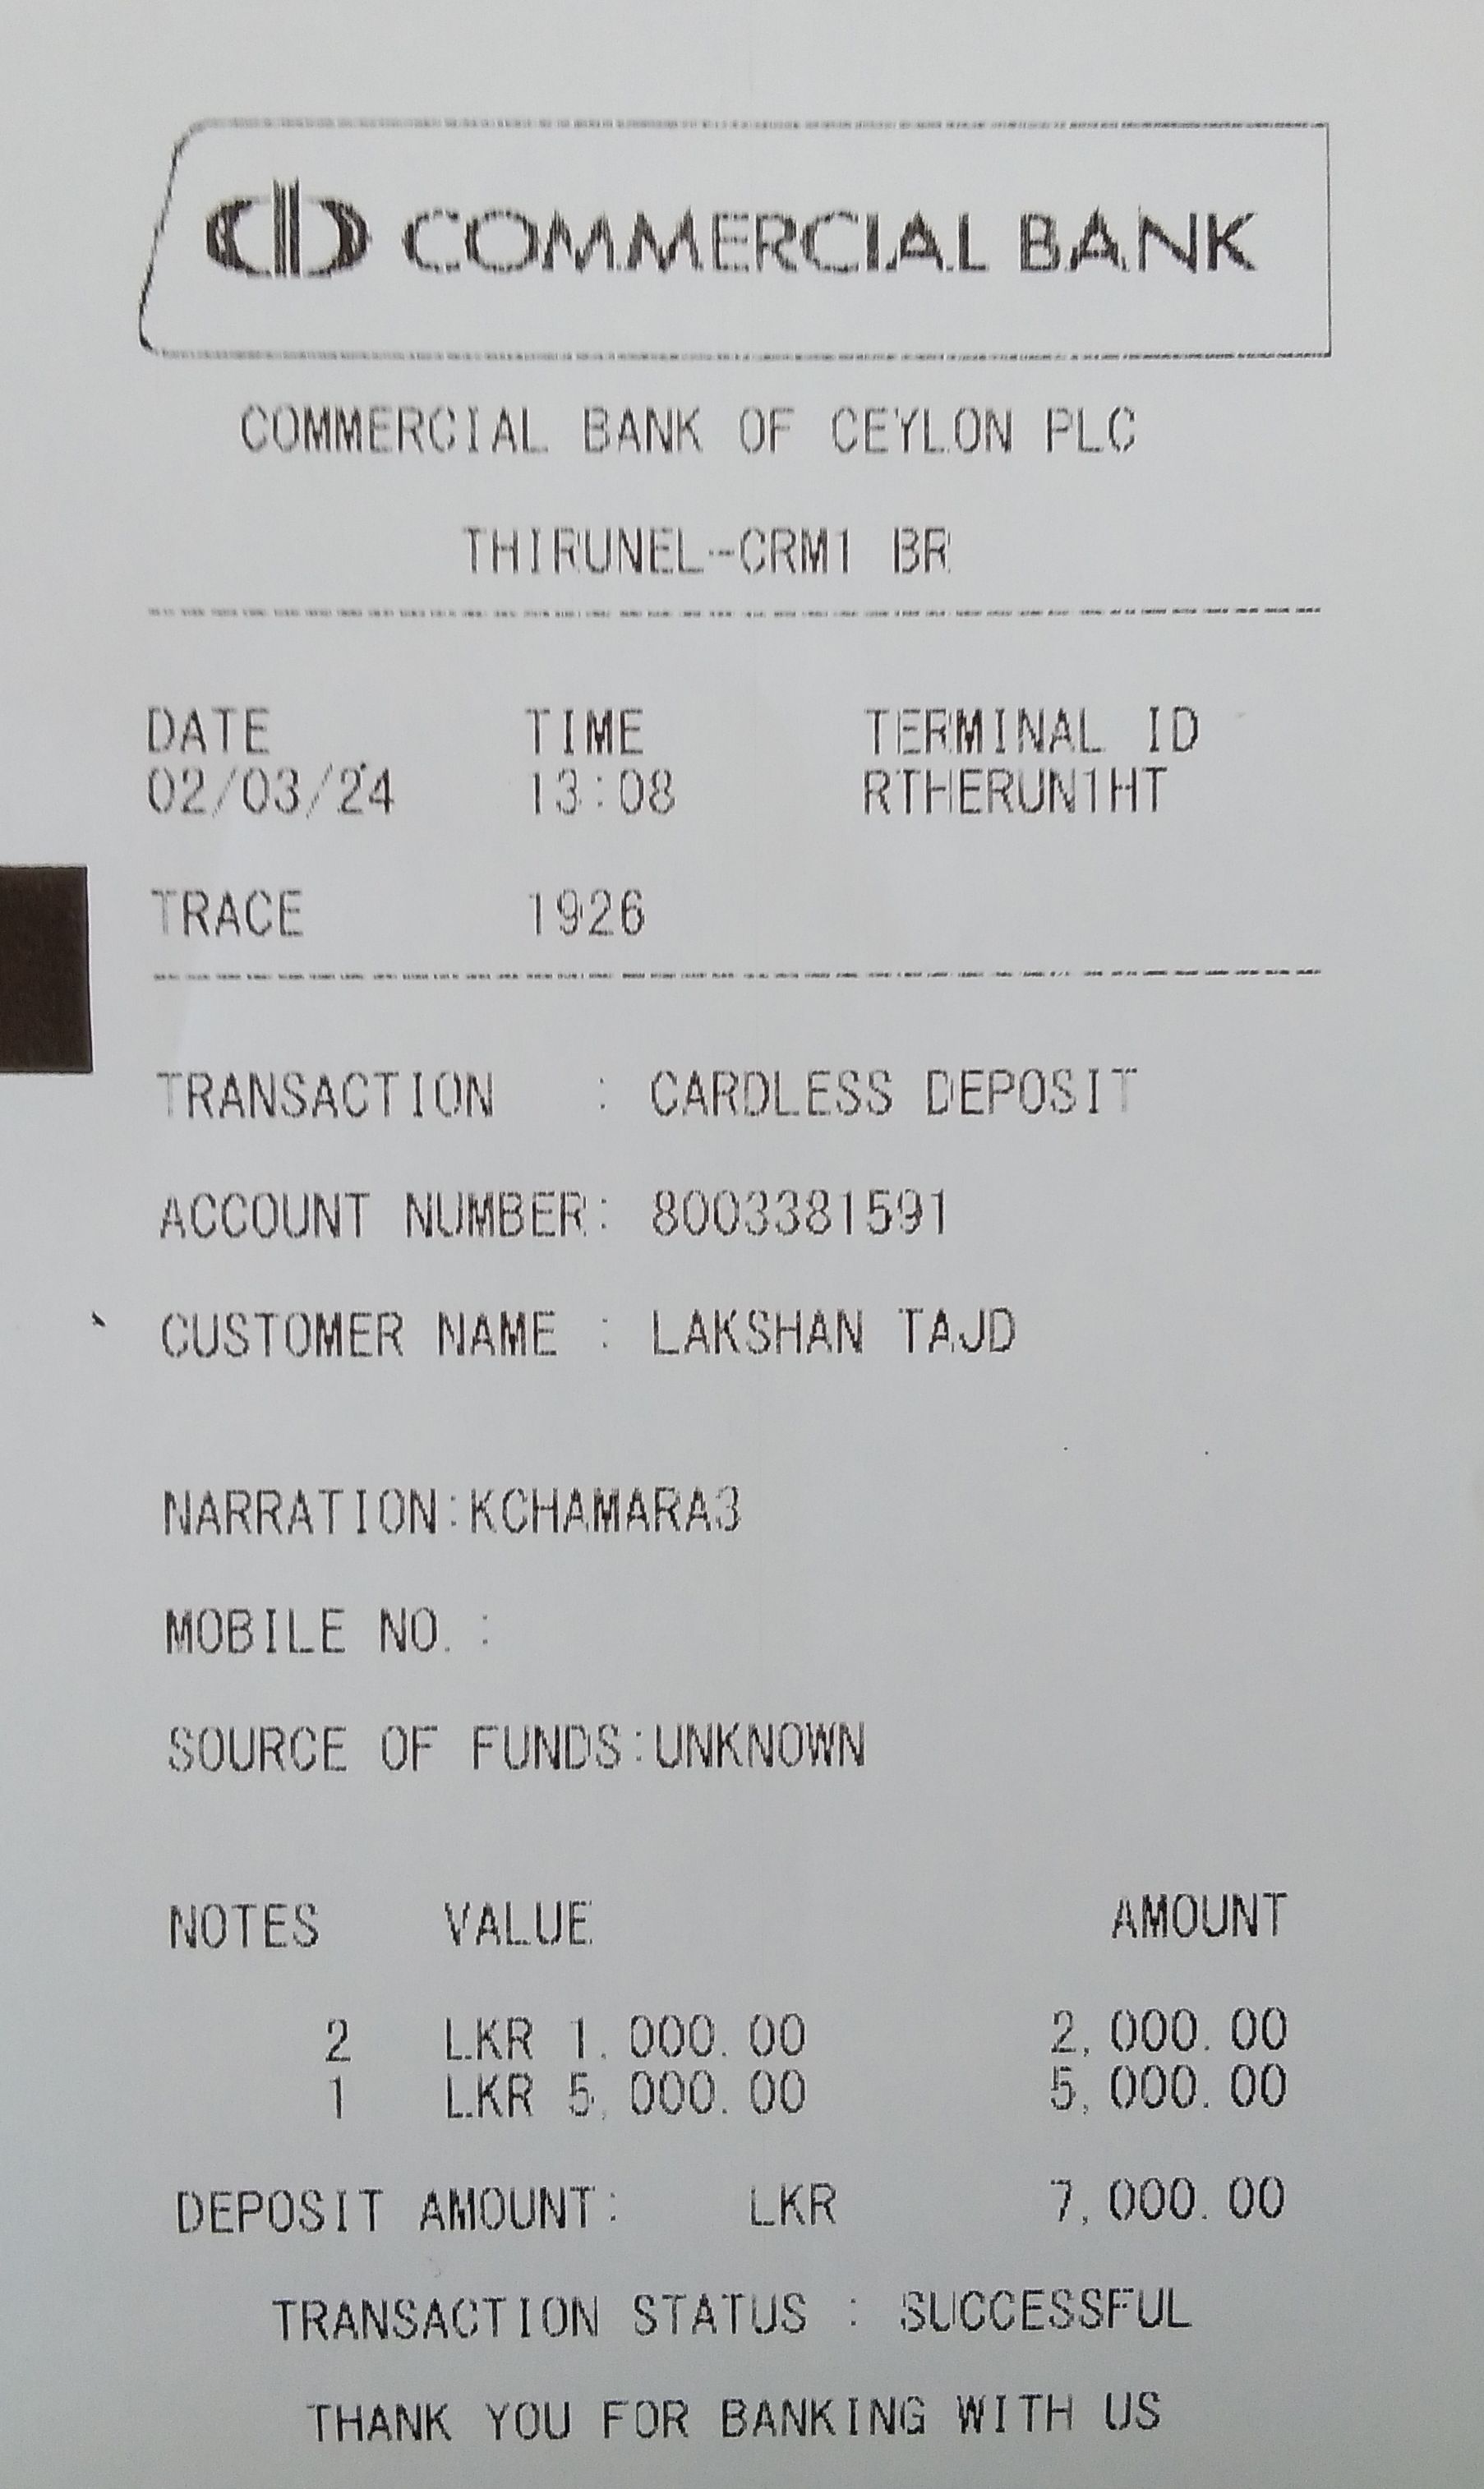 COMMERCIAL BANK
COMMERCIAL BANK OF CEYLON PLC
THIRUNEL-CRM1 BR
DATE TIME TERMINAL ID
02/03/24 13:08 RTHERUN1HT
TRACE 1926
TRANSACTION : CARDLESS DEPOSIT
ACCOUNT NUMBER: 8003381591
CUSTOMER NAME : LAKSHAN TAJD
NARRATION:KCHAMARA3
MOBILE NO. :
SOURCE OF FUNDS:UNKNOWN
NOTES VALUE AMOUNT
2 LKR 1,000.00 2,000.00
1 LKR 5,000.00 5,000.00
DEPOSIT AMOUNT: LKR 7,000.00
TRANSACTION STATUS : SUCCESSFUL
THANK YOU FOR BANKING WITH US